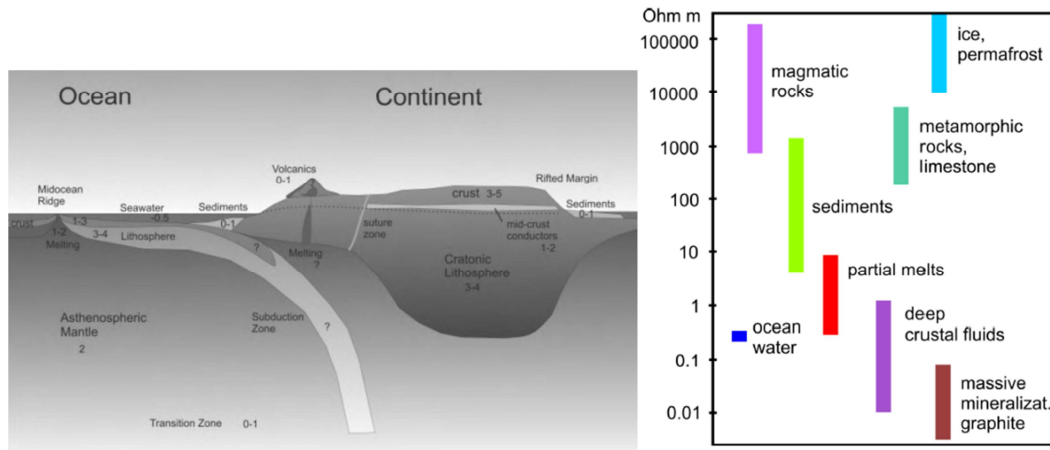 Ocean
Continent
Volcanics
0-1
Midocean
Ridge
Seawater
-0.5
Sediments
0-1
crust
1-3
1-2
Melting
3-4
Lithosphere
?
Melting
?
suture
zone
crust 3-5
mid-crust
conductors
1-2
Rifted Margin
Sediments
0-1
Cratonic
Lithosphere
3-4
Asthenospheric
Mantle
2
Subduction
Zone
?
Transition Zone 0-1
Ohm m
100000
10000
1000
100
10
1
0.1
0.01
magmatic
rocks
ice,
permafrost
metamorphic
rocks,
limestone
sediments
partial melts
ocean
water
deep
crustal fluids
massive
mineralizat.
graphite